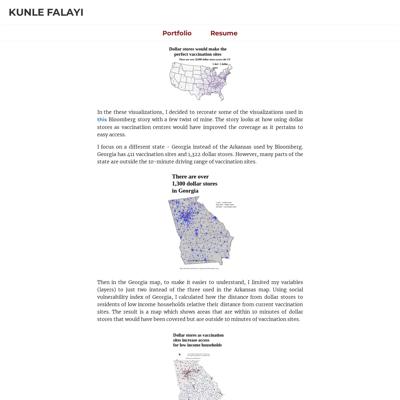 KUNLE FALAYI
Portfolio Resume
Dollar stores would make the
perfect vaccination sites
In the these visualizations, I decided to recreate some of the visualizations used in
this Bloomberg story with a few twist of mine. The story looks at how using dollar
stores as vaccination centers would have improved the coverage as it pertains to
easy access.
I focus on a different state - Georgia instead of the Arkansas used by Bloomberg.
Georgia has 411 vaccination sites and 1,322 dollar stores. However, many parts of the
state are outside the 10-minute driving range of vaccination sites.
There are over
1,300 dollar stores
in Georgia
Then in the Georgia map, to make it easier to understand, I limited my variables
(layers) to just two instead of the three used in the Arkansas map. Using social
vulnerability index of Georgia, I calculated how the distance from dollar stores to
residents of low income households relative their distance from current vaccination
sites. The result is a map which shows areas that are within 10 minutes of dollar
stores that would have been covered but are outside 10 minutes of vaccination sites.
Dollar stores as vaccination
sites increase access
for low income households